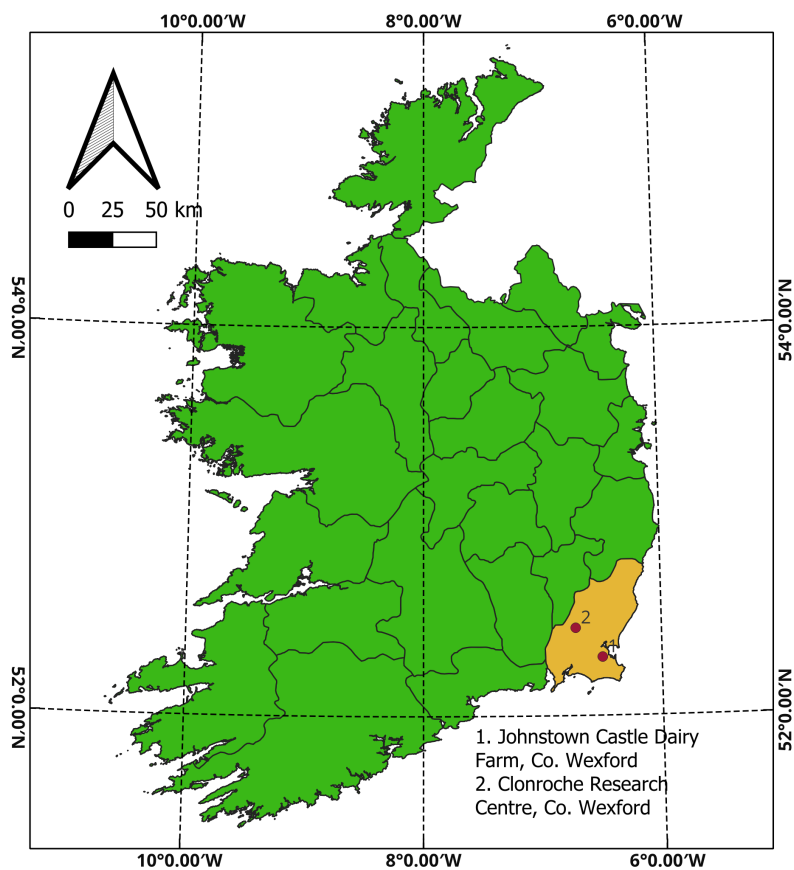 10°0.00′W 8°0.00′W 6°0.00′W
0 25 50 km
54°0.00′N
54°0.00′N
2
1
52°0.00′N
52°0.00′N
1. Johnstown Castle Dairy
Farm, Co. Wexford
2. Clonroche Research
Centre, Co. Wexford
10°0.00′W 8°0.00′W 6°0.00′W